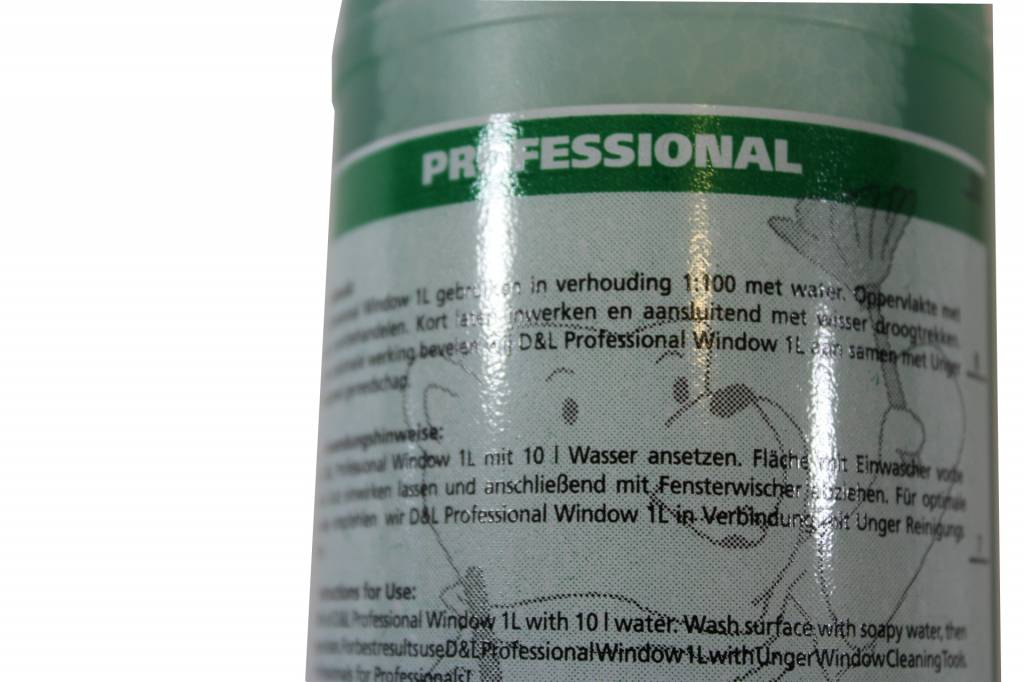 PROFESSIONAL
Window 1L gebruiken in verhouding 1:100 met water. Oppervlakte met
Kort laten inwerken en aansluitend met wisser droogtrekken.
werking bevelen wij D&L Professional Window 1L aan samen met Unger
Professional Window 1L mit 10 l Wasser ansetzen. Fläche mit Einwascher
einwirken lassen und anschließend mit Fensterwischer abziehen. Für optimale
empfehlen wir D&L Professional Window 1L in Verbindung mit Unger Reinigungs
for Use:
D&L Professional Window 1L with 10 l water. Wash surface with soapy water, then
For best results use D&L Professional Window 1L with Unger Window Cleaning Tools.
for Professionals!